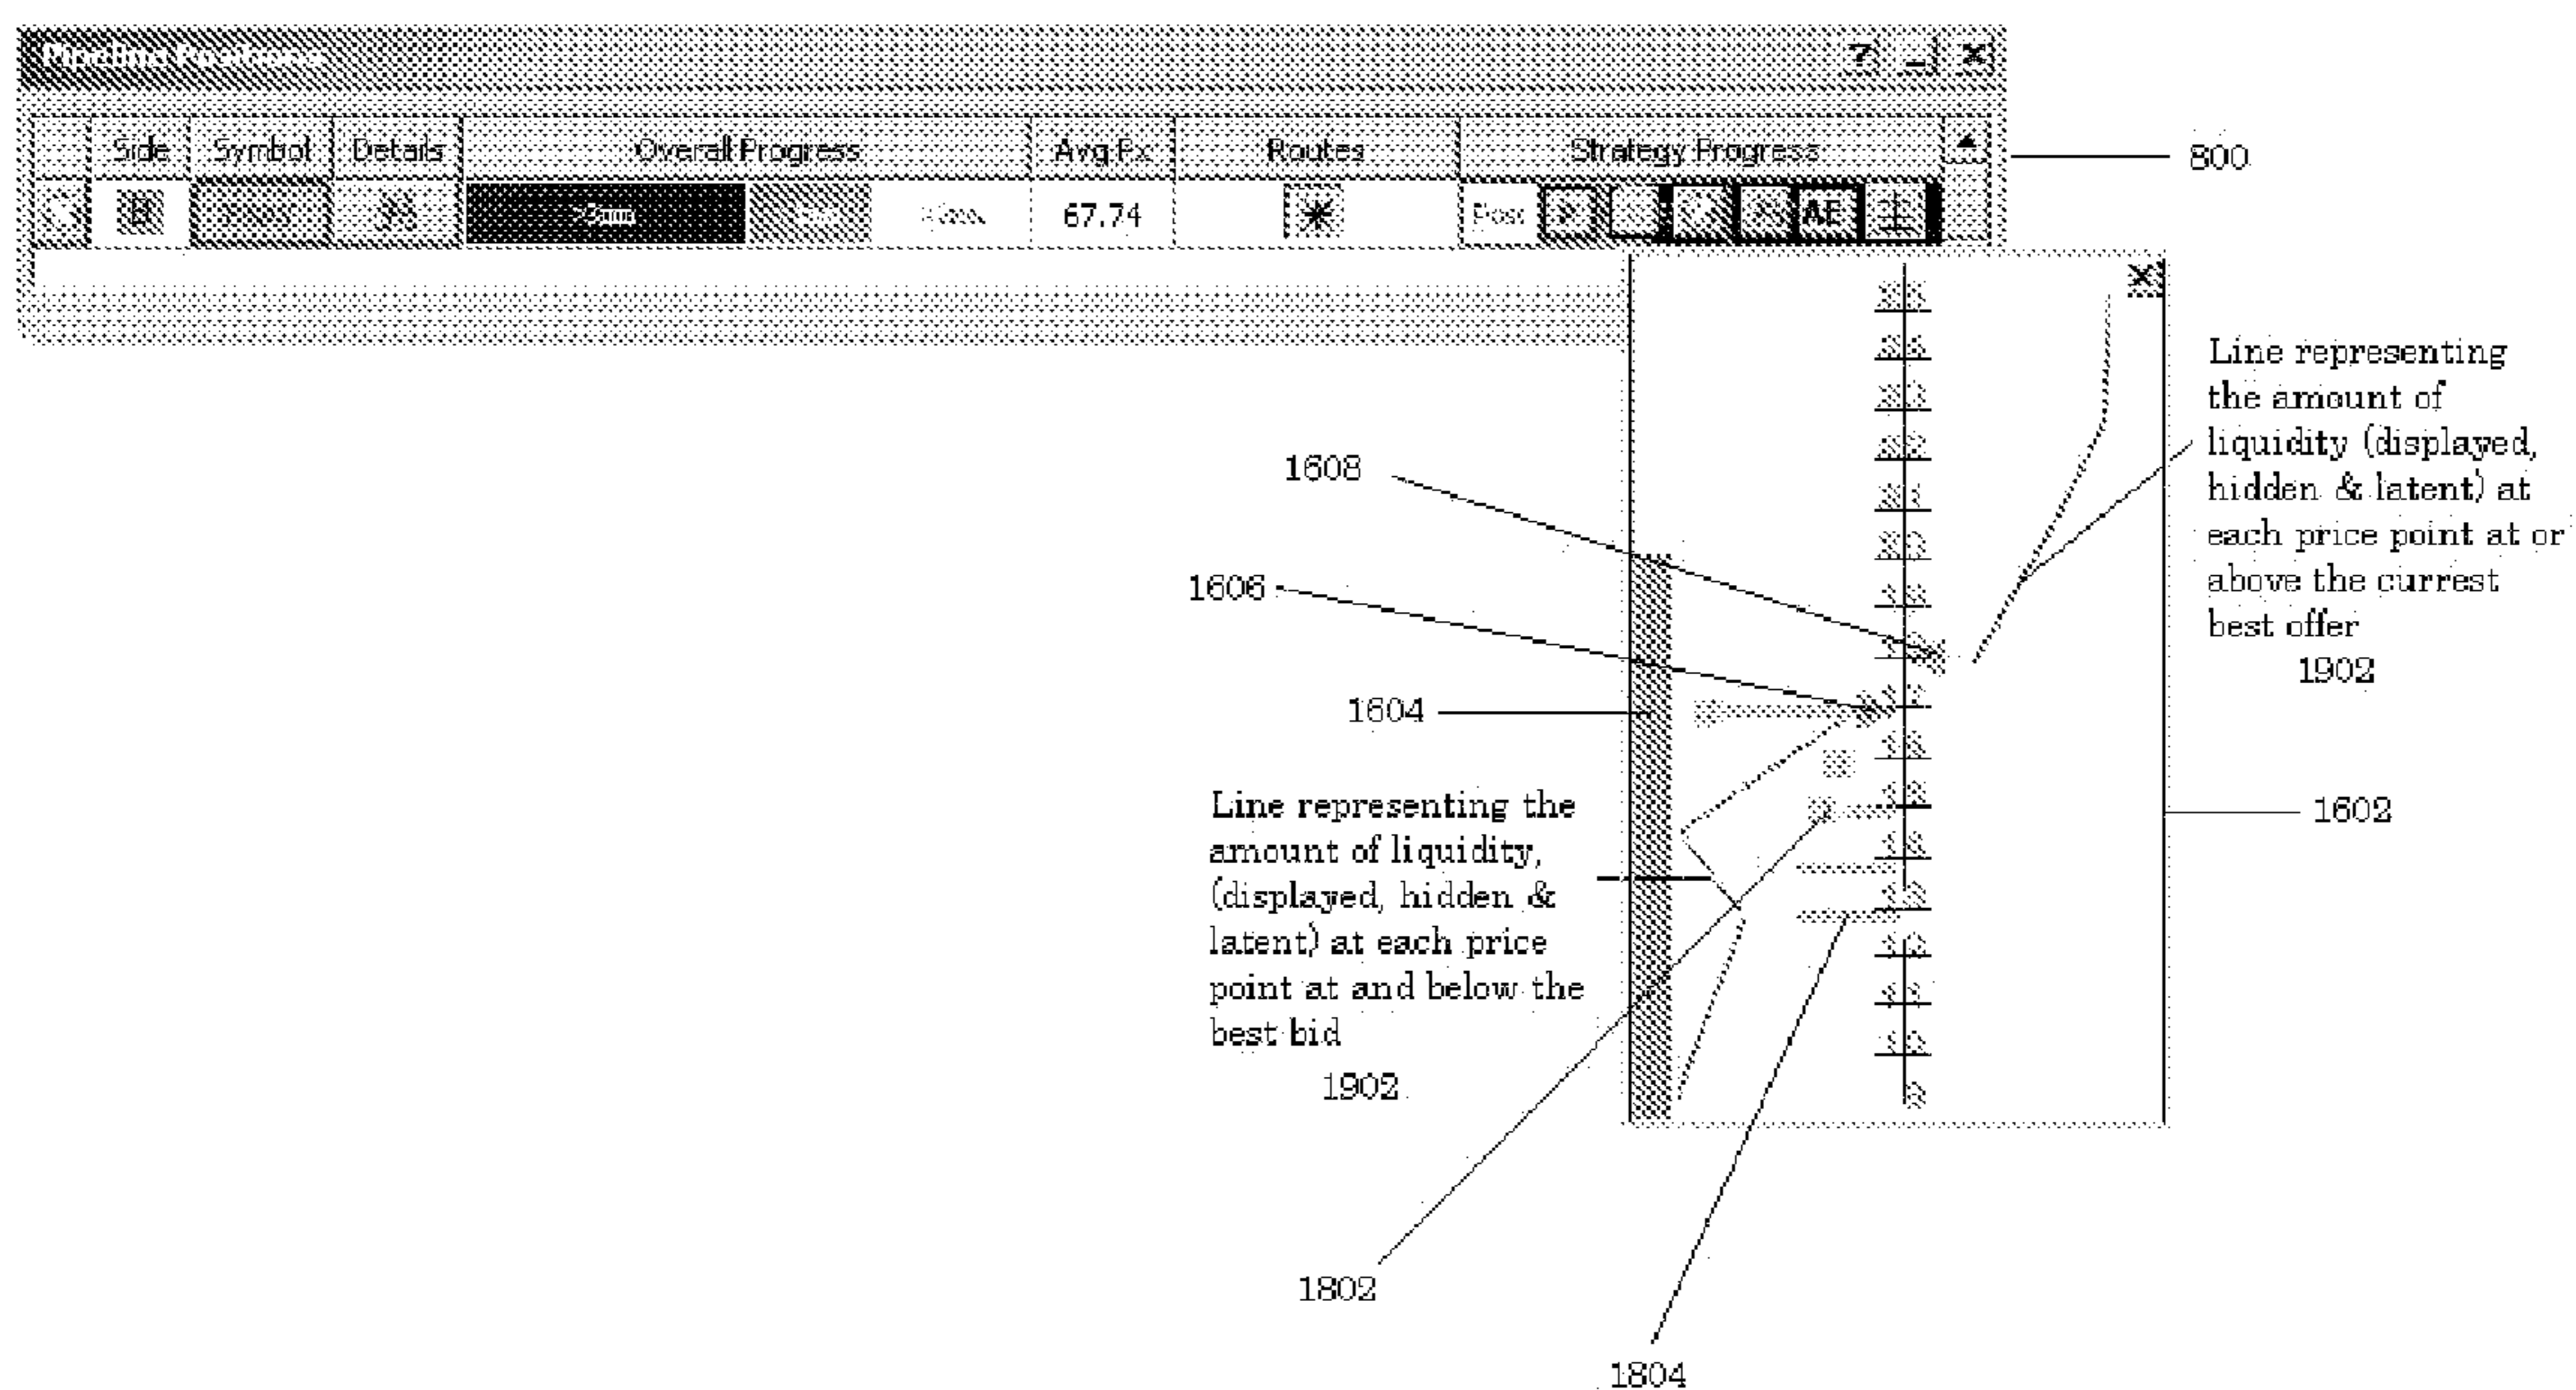 Pipeline Positions
Side Symbol Details Overall Progress Avg Px Routes Strategy Progress
67.74 Post AE
800
Line representing
the amount of
liquidity (displayed,
hidden & latent) at
each price point at or
above the currest
best offer
1902
1608
1606
1604
1602
Line representing the
amount of liquidity,
(displayed, hidden &
latent) at each price
point at and below the
best bid
1902
1802
1804